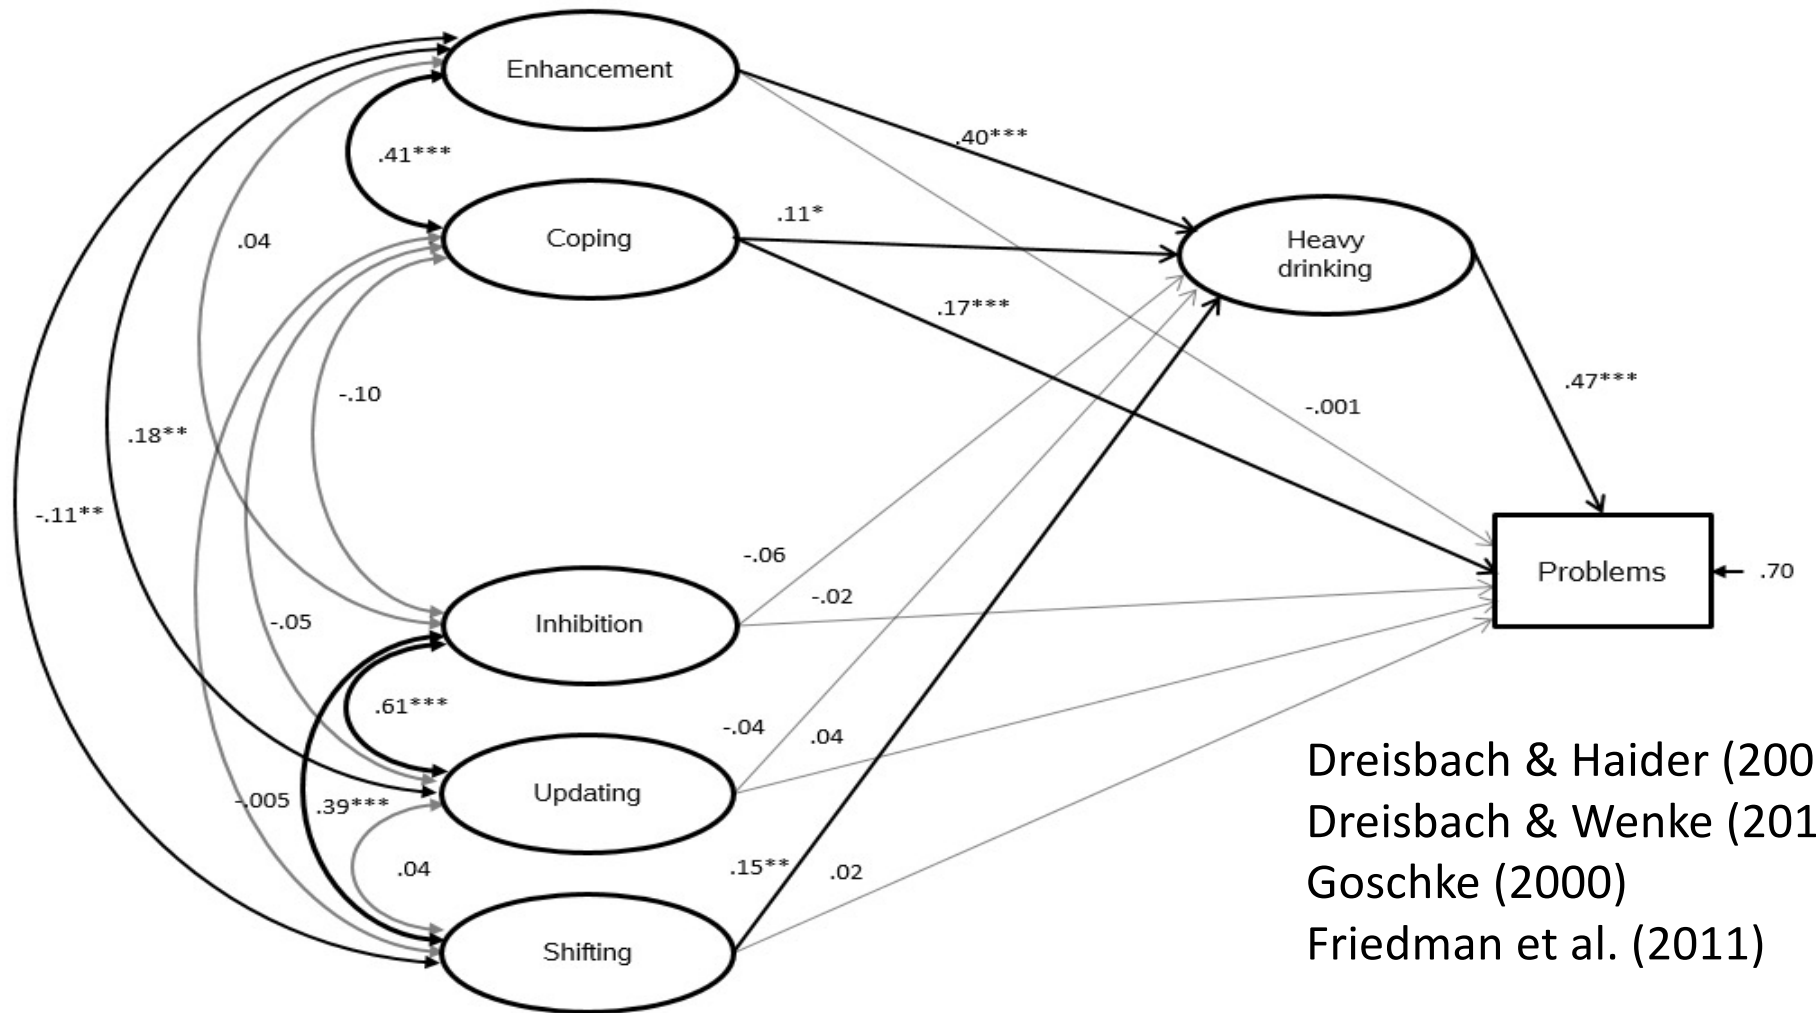 Enhancement
.40***
.41***
.11*
Coping
Heavy
drinking
.04
.17***
.47***
-.10
-.001
.18**
-.11**
-.06
Problems
.70
-.02
Inhibition
-.05
.61***
-.04
.04
Updating
-.005
.39***
.04
.15**
.02
Shifting
Dreisbach & Haider (200
Dreisbach & Wenke (201
Goschke (2000)
Friedman et al. (2011)